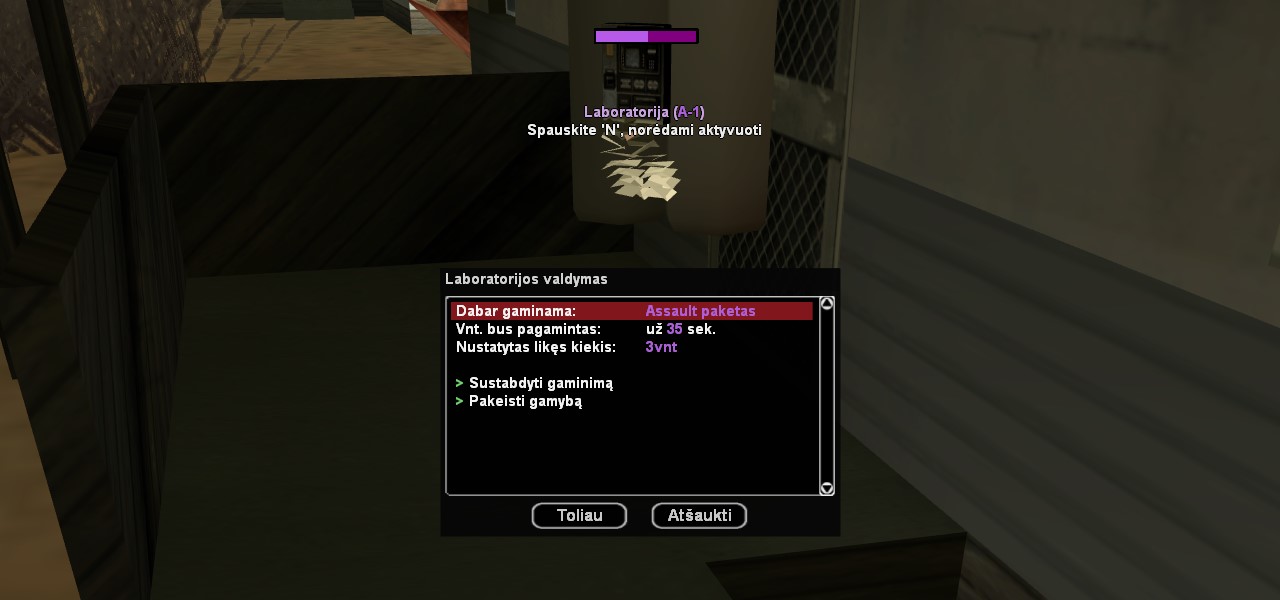 Laboratorija (A-1)
Spauskite 'N', norėdami aktyvuoti
Laboratorijos valdymas
Dabar gaminama: Assault paketas
Vnt. bus pagamintas: už 35 sek.
Nustatytas likęs kiekis: 3vnt
> Sustabdyti gaminimą
> Pakeisti gamybą
Toliau Atšaukti